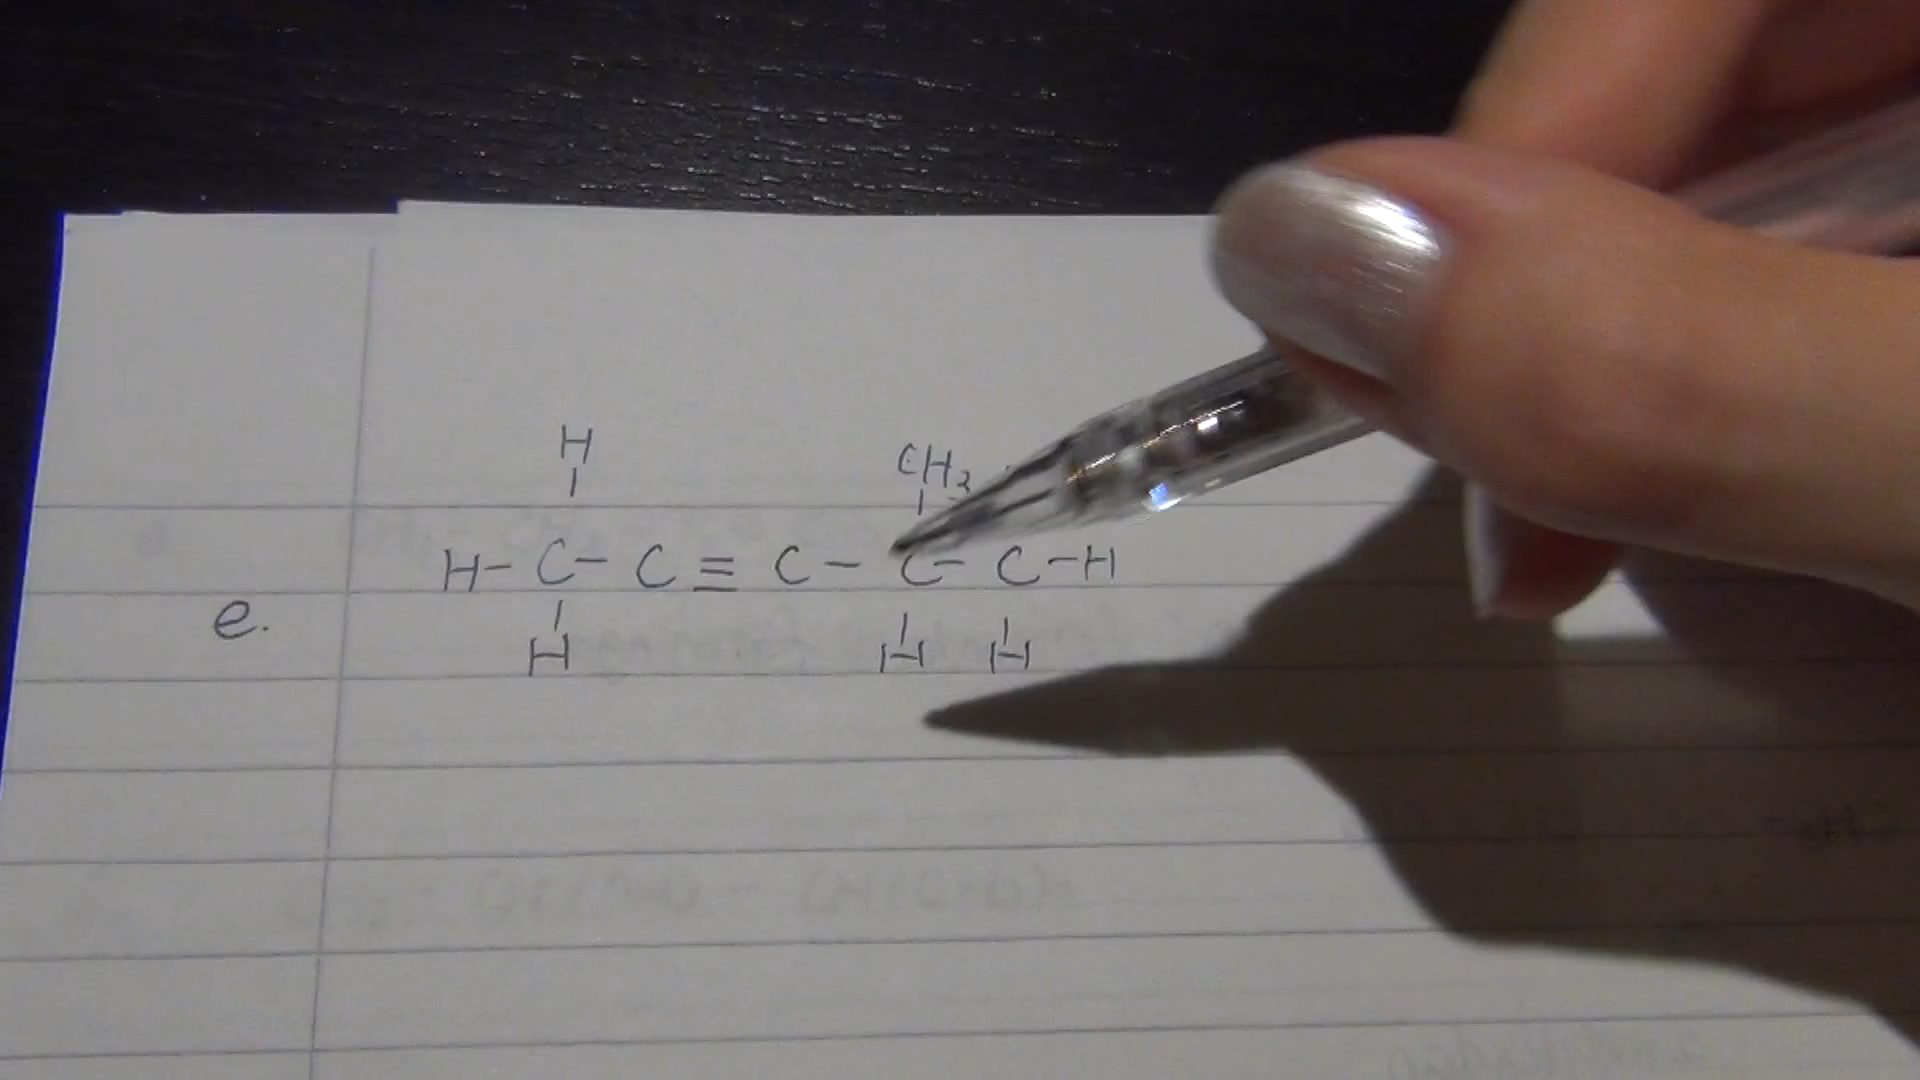 H CH3
H - C - C ≡ C - C - C - H
e.
H H H